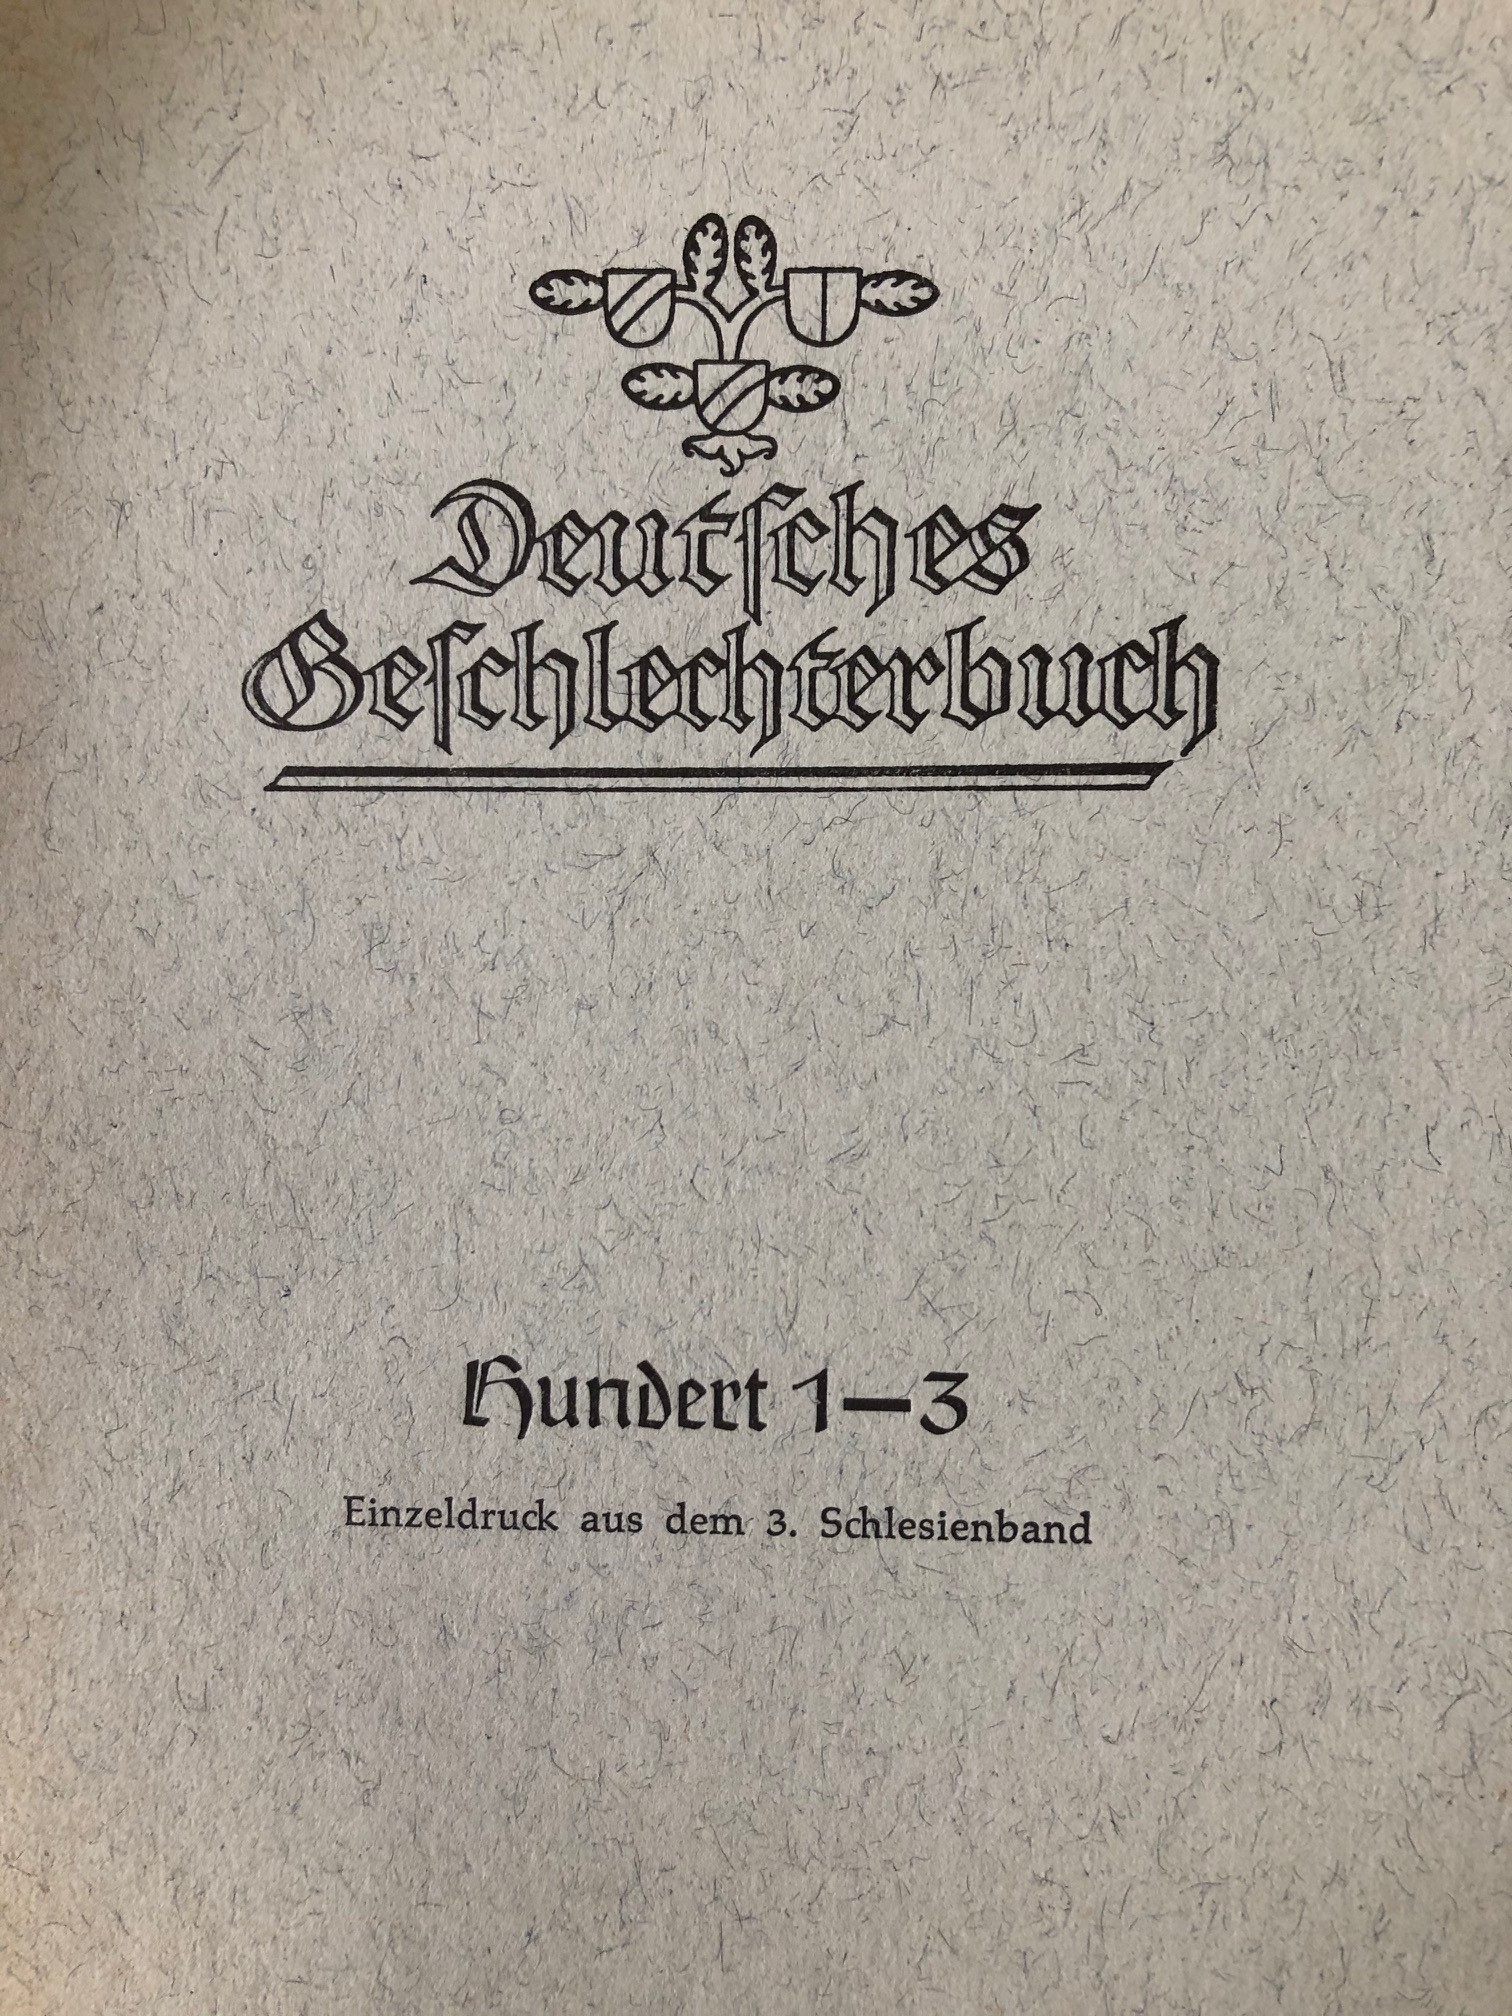 Deutſches
Geſchlechterbuch
Hundert 1—3
Einzeldruck aus dem 3. Schlesienband